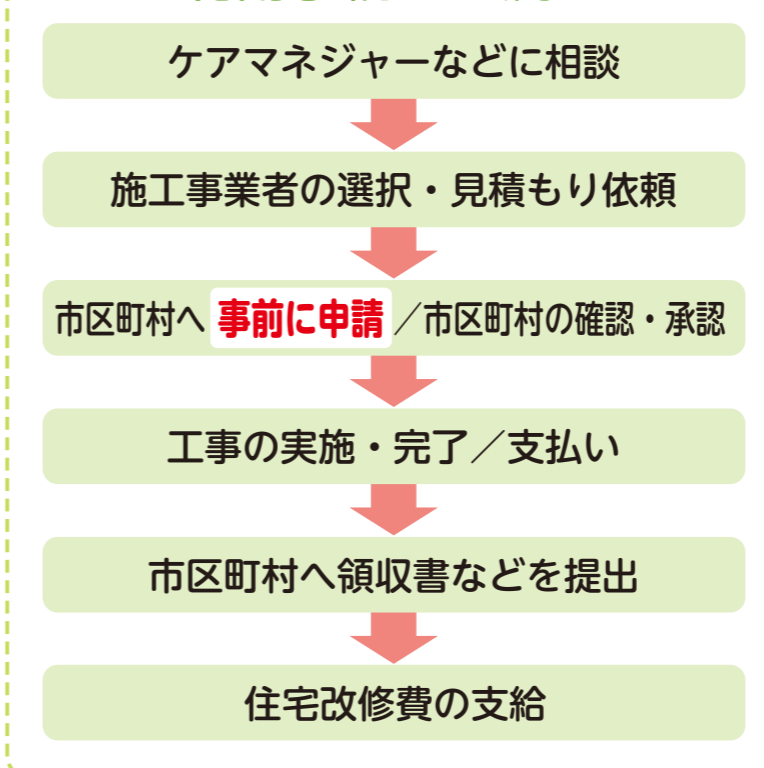 ケアマネジャーなどに相談
施工事業者の選択・見積もり依頼
市区町村へ 事前に申請 ／市区町村の確認・承認
工事の実施・完了／支払い
市区町村へ領収書などを提出
住宅改修費の支給